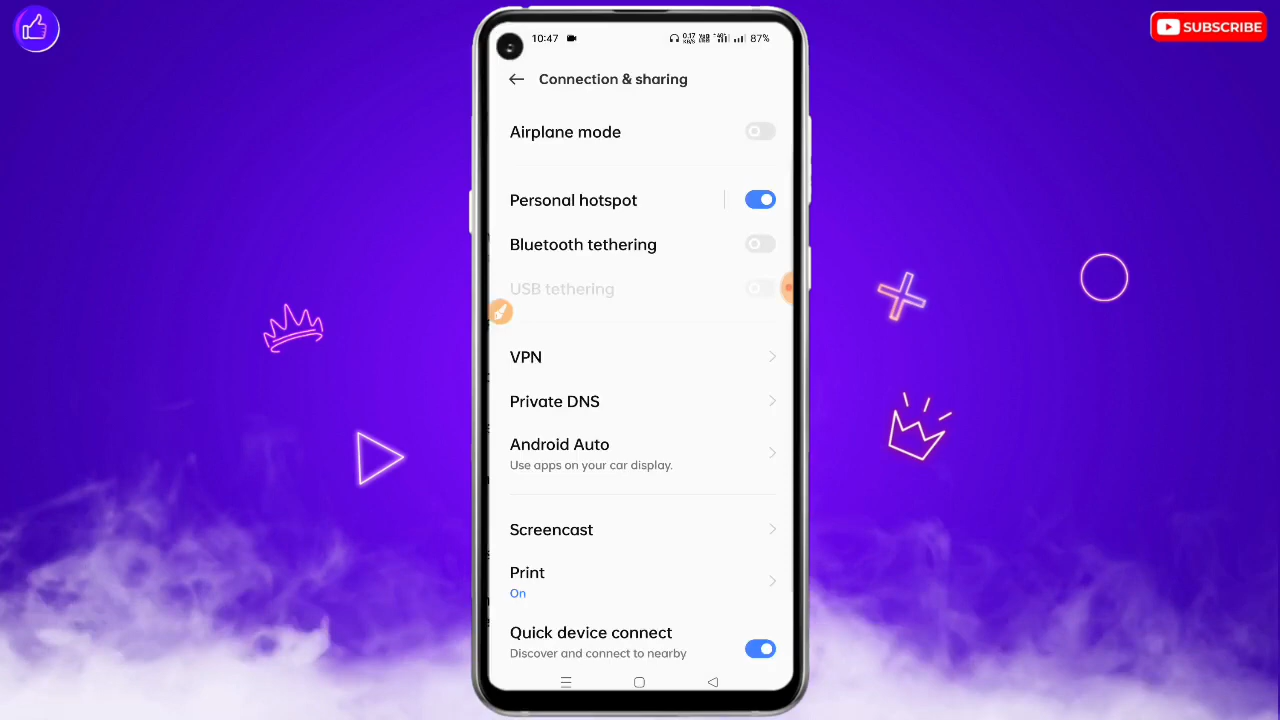 SUBSCRIBE
10:47
87%
Connection & sharing
Airplane mode
Personal hotspot
Bluetooth tethering
USB tethering
VPN
Private DNS
Android Auto
Use apps on your car display.
Screencast
Print
On
Quick device connect
Discover and connect to nearby